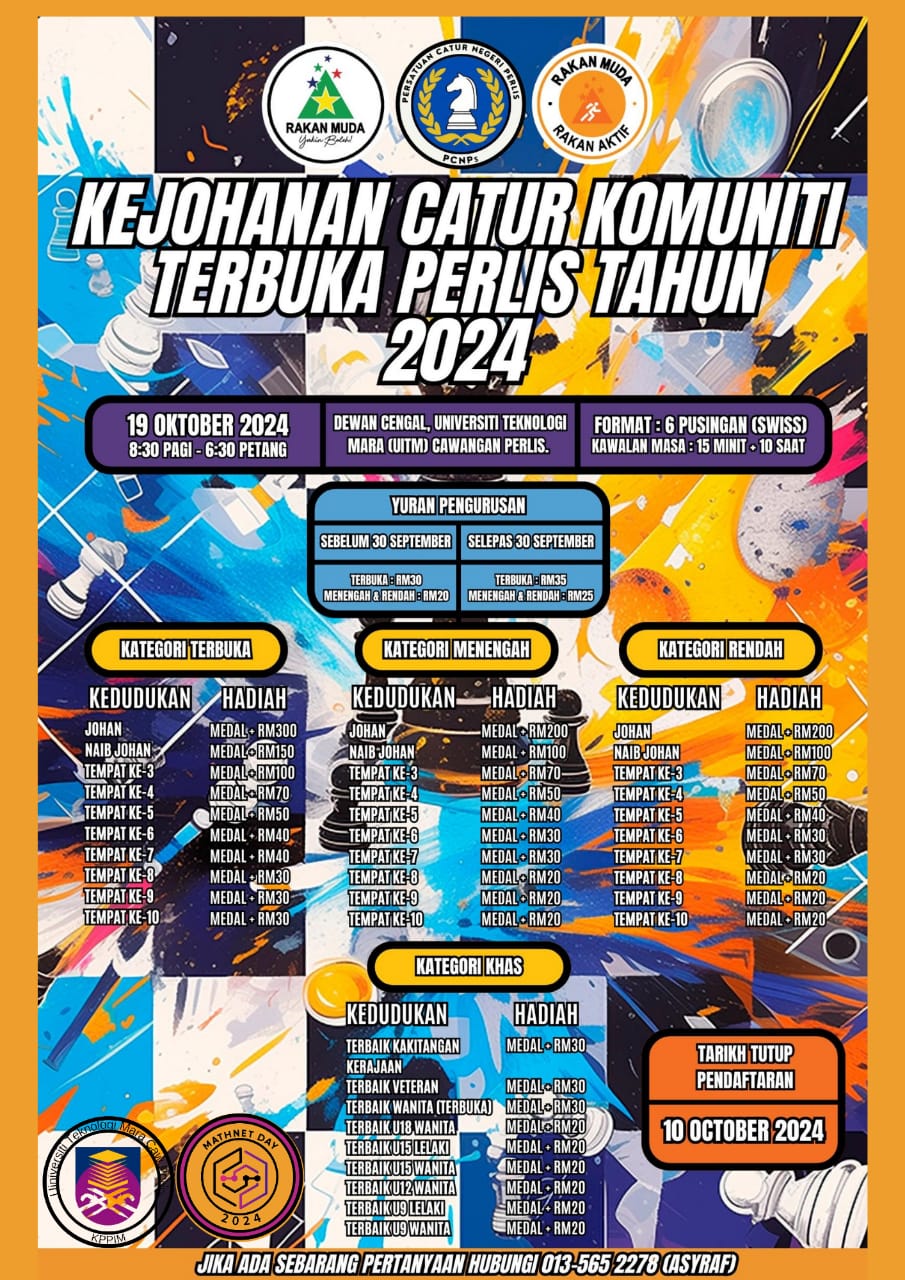 RAKAN MUDA
Yakin Boleh!
PERSATUAN CATUR NEGERI PERLIS
PCNPs
RAKAN MUDA
RAKAN AKTIF
KEJOHANAN CATUR KOMUNITI
TERBUKA PERLIS TAHUN
2024
19 OKTOBER 2024
8:30 PAGI - 6:30 PETANG
DEWAN CENGAL, UNIVERSITI TEKNOLOGI
MARA (UITM) CAWANGAN PERLIS.
FORMAT : 6 PUSINGAN (SWISS)
KAWALAN MASA : 15 MINIT + 10 SAAT
YURAN PENGURUSAN
SEBELUM 30 SEPTEMBER
TERBUKA : RM30
MENENGAH & RENDAH : RM20
SELEPAS 30 SEPTEMBER
TERBUKA : RM35
MENENGAH & RENDAH : RM25
KATEGORI TERBUKA
KEDUDUKAN HADIAH
JOHAN MEDAL + RM300
NAIB JOHAN MEDAL + RM150
TEMPAT KE-3 MEDAL + RM100
TEMPAT KE-4 MEDAL + RM70
TEMPAT KE-5 MEDAL + RM50
TEMPAT KE-6 MEDAL + RM40
TEMPAT KE-7 MEDAL + RM40
TEMPAT KE-8 MEDAL + RM30
TEMPAT KE-9 MEDAL + RM30
TEMPAT KE-10 MEDAL + RM30
KATEGORI MENENGAH
KEDUDUKAN HADIAH
JOHAN MEDAL + RM200
NAIB JOHAN MEDAL + RM100
TEMPAT KE-3 MEDAL + RM70
TEMPAT KE-4 MEDAL + RM50
TEMPAT KE-5 MEDAL + RM40
TEMPAT KE-6 MEDAL + RM30
TEMPAT KE-7 MEDAL + RM30
TEMPAT KE-8 MEDAL + RM20
TEMPAT KE-9 MEDAL + RM20
TEMPAT KE-10 MEDAL + RM20
KATEGORI RENDAH
KEDUDUKAN HADIAH
JOHAN MEDAL + RM200
NAIB JOHAN MEDAL + RM100
TEMPAT KE-3 MEDAL + RM70
TEMPAT KE-4 MEDAL + RM50
TEMPAT KE-5 MEDAL + RM40
TEMPAT KE-6 MEDAL + RM30
TEMPAT KE-7 MEDAL + RM30
TEMPAT KE-8 MEDAL + RM20
TEMPAT KE-9 MEDAL + RM20
TEMPAT KE-10 MEDAL + RM20
KATEGORI KHAS
KEDUDUKAN HADIAH
TERBAIK KAKITANGAN MEDAL + RM30
KERAJAAN
TERBAIK VETERAN MEDAL + RM30
TERBAIK WANITA (TERBUKA) MEDAL + RM30
TERBAIK U18 WANITA MEDAL + RM20
TERBAIK U15 LELAKI MEDAL + RM20
TERBAIK U15 WANITA MEDAL + RM20
TERBAIK U12 WANITA MEDAL + RM20
TERBAIK U9 LELAKI MEDAL + RM20
TERBAIK U9 WANITA MEDAL + RM20
TARIKH TUTUP
PENDAFTARAN
10 OCTOBER 2024
Universiti Teknologi Mara
KPPIM
MATHNET DAY
2024
JIKA ADA SEBARANG PERTANYAAN HUBUNGI 013-565 2278 (ASYRAF)